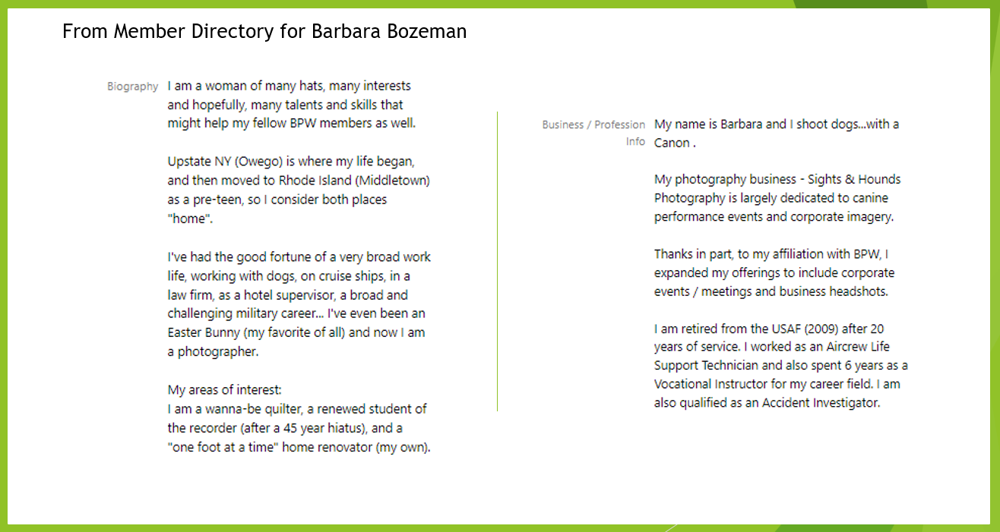 From Member Directory for Barbara Bozeman
Biography
I am a woman of many hats, many interests
and hopefully, many talents and skills that
might help my fellow BPW members as well.
Upstate NY (Owego) is where my life began,
and then moved to Rhode Island (Middletown)
as a pre-teen, so I consider both places
"home".
I've had the good fortune of a very broad work
life, working with dogs, on cruise ships, in a
law firm, as a hotel supervisor, a broad and
challenging military career... I've even been an
Easter Bunny (my favorite of all) and now I am
a photographer.
My areas of interest:
I am a wanna-be quilter, a renewed student of
the recorder (after a 45 year hiatus), and a
"one foot at a time" home renovator (my own).
Business / Profession
Info
My name is Barbara and I shoot dogs...with a
Canon .
My photography business - Sights & Hounds
Photography is largely dedicated to canine
performance events and corporate imagery.
Thanks in part, to my affiliation with BPW, I
expanded my offerings to include corporate
events / meetings and business headshots.
I am retired from the USAF (2009) after 20
years of service. I worked as an Aircrew Life
Support Technician and also spent 6 years as a
Vocational Instructor for my career field. I am
also qualified as an Accident Investigator.